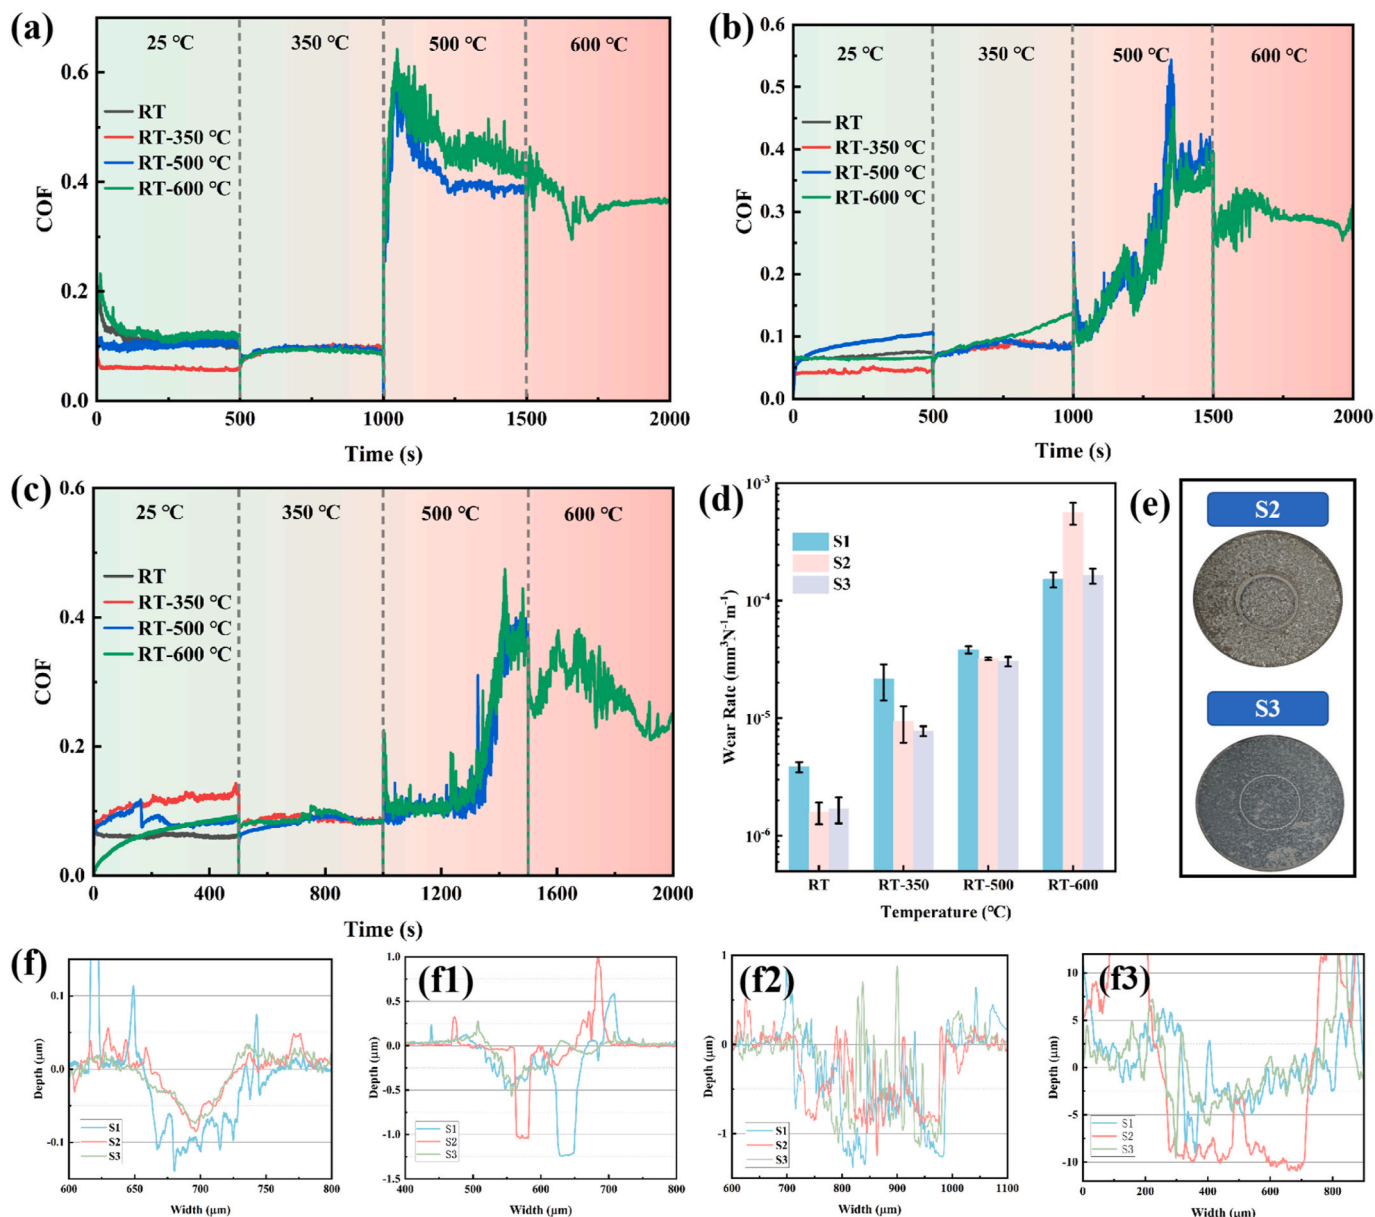 (a)
25 ℃
350 ℃
500 ℃
600 ℃
RT
RT-350 ℃
RT-500 ℃
RT-600 ℃
COF
0.6
0.4
0.2
0.0
0
500
1000
1500
2000
Time (s)
(b)
25 ℃
350 ℃
500 ℃
600 ℃
RT
RT-350 ℃
RT-500 ℃
RT-600 ℃
COF
0.6
0.5
0.4
0.3
0.2
0.1
0.0
0
500
1000
1500
2000
Time (s)
(c)
25 ℃
350 ℃
500 ℃
600 ℃
RT
RT-350 ℃
RT-500 ℃
RT-600 ℃
COF
0.6
0.4
0.2
0.0
0
400
800
1200
1600
2000
Time (s)
(d)
S1
S2
S3
Wear Rate (mm³N⁻¹m⁻¹)
10⁻³
10⁻⁴
10⁻⁵
10⁻⁶
RT
RT-350
RT-500
RT-600
Temperature (℃)
(e)
S2
S3
(f)
Depth (μm)
0.1
0.0
-0.1
S1
S2
S3
600
650
700
750
800
Width (μm)
(f1)
Depth (μm)
1.0
0.5
0.0
-0.5
-1.0
-1.5
S1
S2
S3
400
500
600
700
800
Width (μm)
(f2)
Depth (μm)
1
0
-1
S1
S2
S3
600
700
800
900
1000
1100
Width (μm)
(f3)
Depth (μm)
10
5
0
-5
-10
S1
S2
S3
0
200
400
600
800
Width (μm)